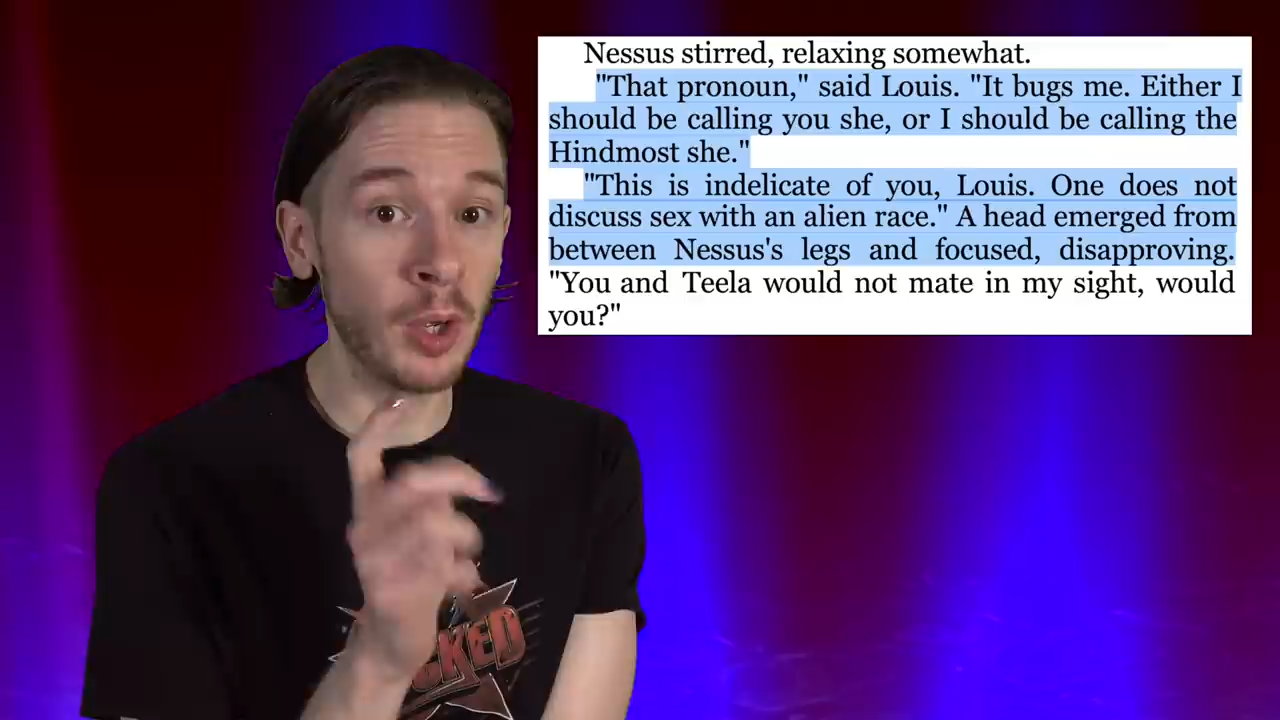 Nessus stirred, relaxing somewhat.
"That pronoun," said Louis. "It bugs me. Either I
should be calling you she, or I should be calling the
Hindmost she."
"This is indelicate of you, Louis. One does not
discuss sex with an alien race." A head emerged from
between Nessus's legs and focused, disapproving.
"You and Teela would not mate in my sight, would
you?"